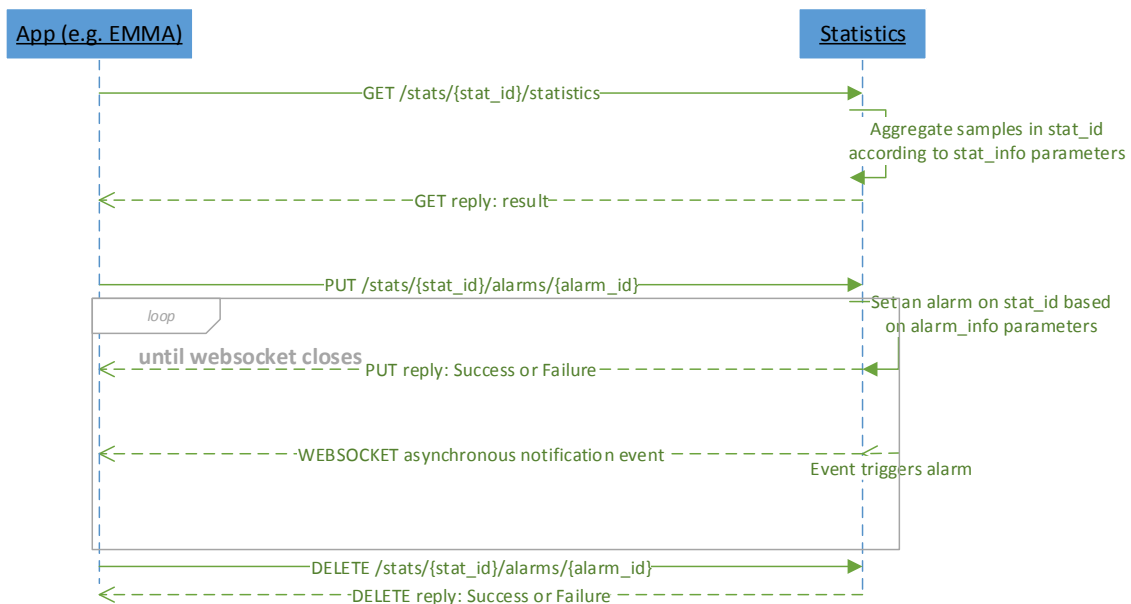 App (e.g. EMMA)
Statistics
GET /stats/{stat_id}/statistics
Aggregate samples in stat_id
according to stat_info parameters
GET reply: result
PUT /stats/{stat_id}/alarms/{alarm_id}
Set an alarm on stat_id based
on alarm_info parameters
loop
until websocket closes
PUT reply: Success or Failure
WEBSOCKET asynchronous notification event
Event triggers alarm
DELETE /stats/{stat_id}/alarms/{alarm_id}
DELETE reply: Success or Failure